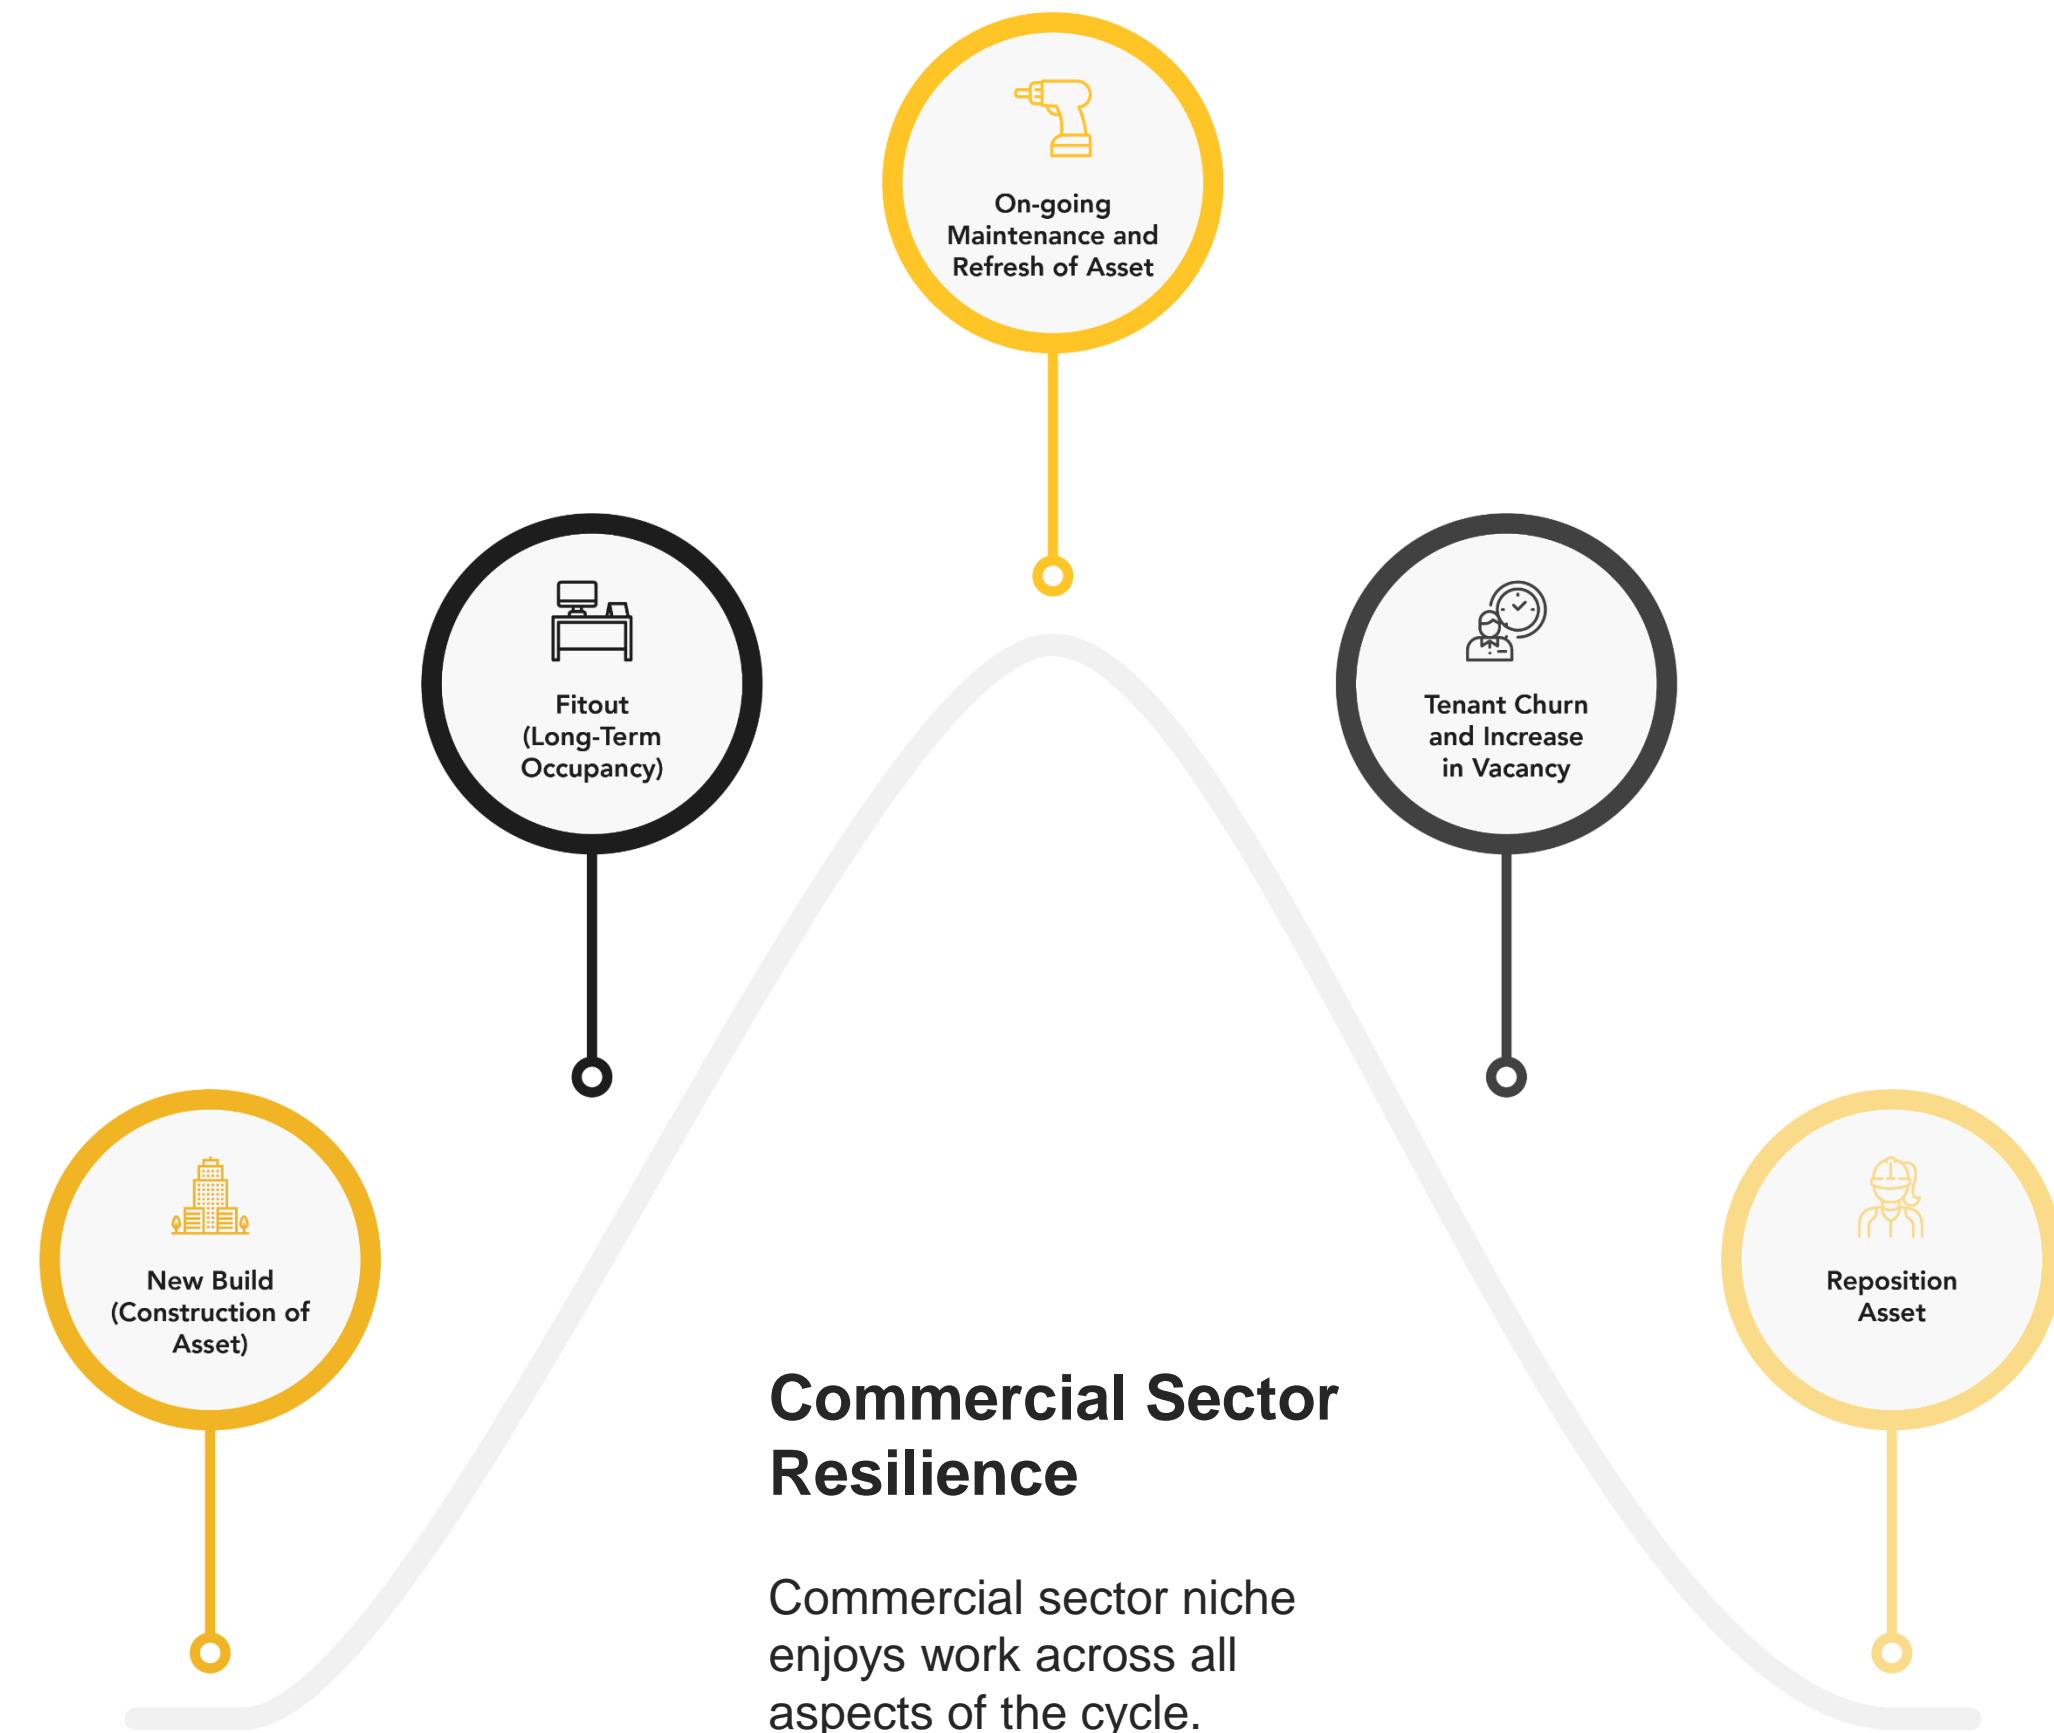 On-going
Maintenance and
Refresh of Asset
Fitout
(Long-Term
Occupancy)
Tenant Churn
and Increase
in Vacancy
New Build
(Construction of
Asset)
Reposition
Asset
Commercial Sector
Resilience
Commercial sector niche
enjoys work across all
aspects of the cycle.